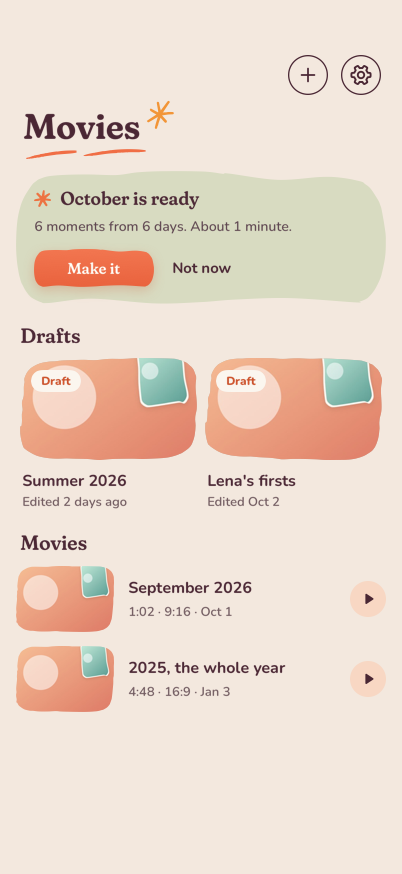 Movies
October is ready
6 moments from 6 days. About 1 minute.
Make it
Not now
Drafts
Draft
Draft
Summer 2026
Edited 2 days ago
Lena's firsts
Edited Oct 2
Movies
September 2026
1:02 · 9:16 · Oct 1
2025, the whole year
4:48 · 16:9 · Jan 3